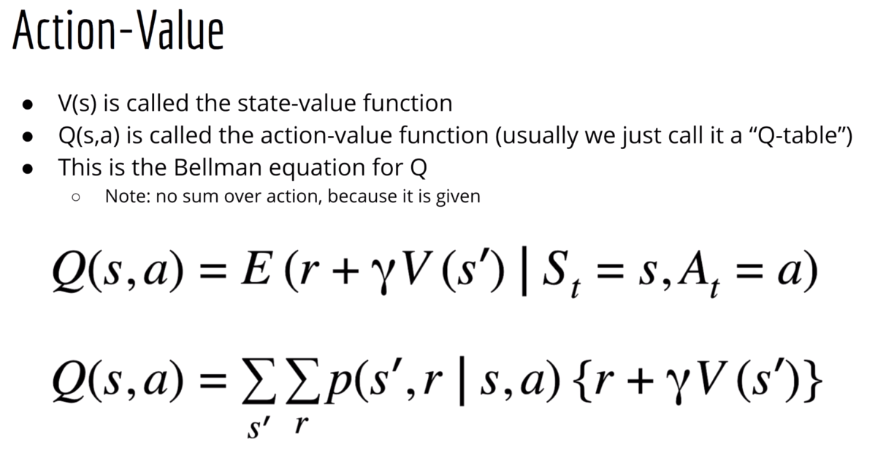 Action-Value
● V(s) is called the state-value function
● Q(s,a) is called the action-value function (usually we just call it a “Q-table”)
● This is the Bellman equation for Q
○ Note: no sum over action, because it is given
Q(s,a) = E (r + γV (s′) | S_t = s, A_t = a)
Q(s,a) = ∑_{s′} ∑_{r} p(s′,r | s,a) {r + γV (s′)}